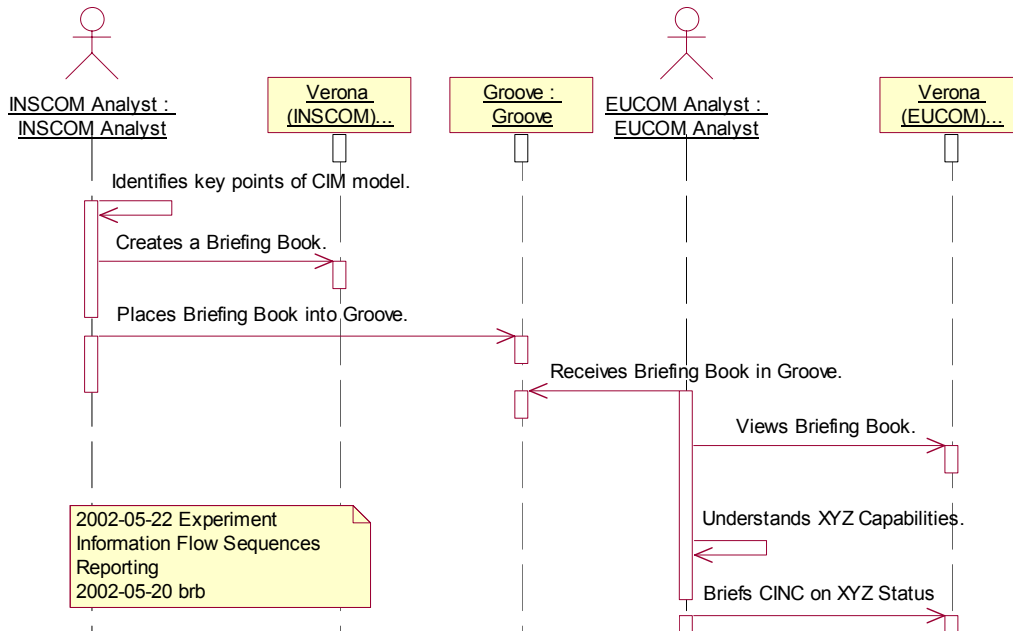 INSCOM Analyst :
INSCOM Analyst
Verona
(INSCOM)...
Groove :
Groove
EUCOM Analyst :
EUCOM Analyst
Verona
(EUCOM)...
Identifies key points of CIM model.
Creates a Briefing Book.
Places Briefing Book into Groove.
Receives Briefing Book in Groove.
Views Briefing Book.
2002-05-22 Experiment
Information Flow Sequences
Reporting
2002-05-20 brb
Understands XYZ Capabilities.
Briefs CINC on XYZ Status